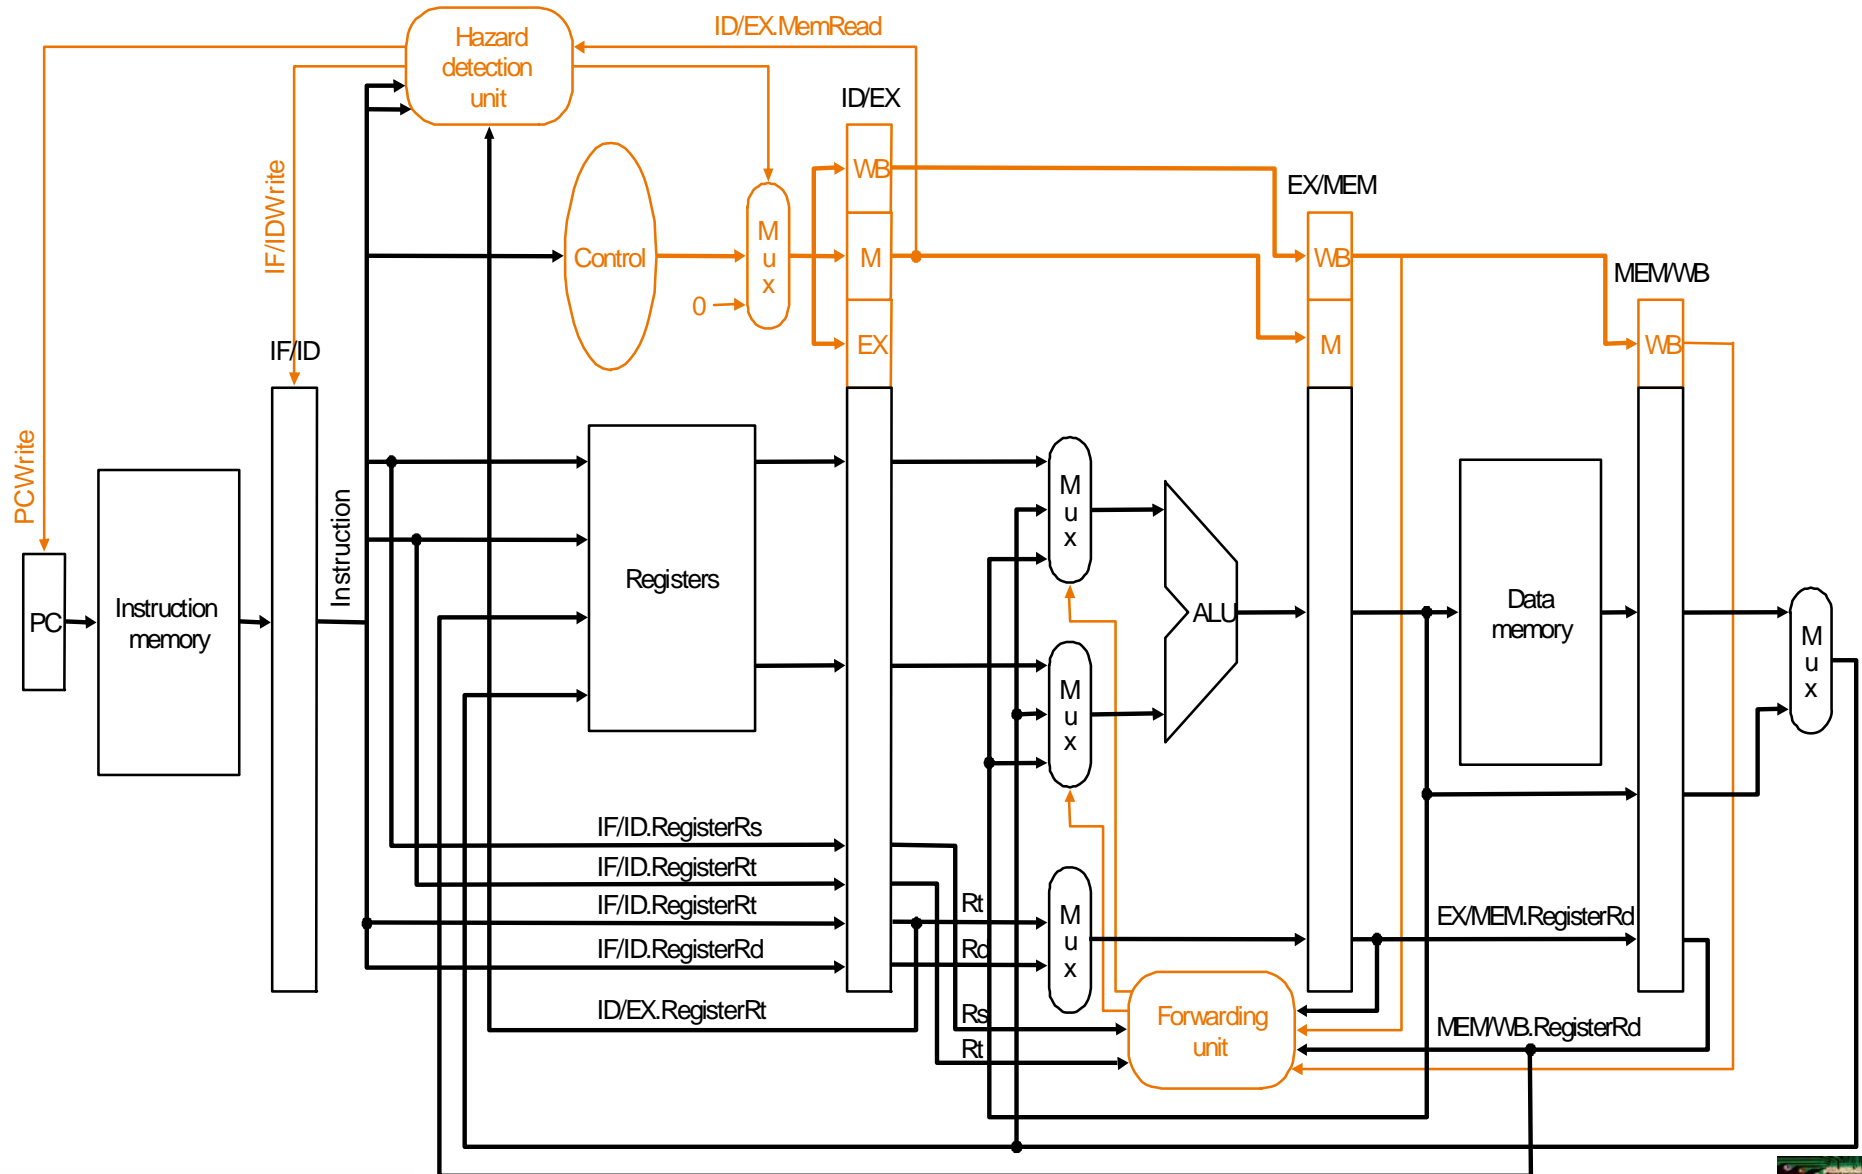 Hazard
detection
unit
ID/EX.MemRead
ID/EX
IF/IDWrite
WB
EX/MEM
M
u
x
Control
M
WB
MEM/WB
0
IF/ID
EX
M
WB
PCWrite
Instruction
M
u
x
Registers
PC
Instruction
memory
ALU
Data
memory
M
u
x
M
u
x
IF/ID.RegisterRs
IF/ID.RegisterRt
IF/ID.RegisterRt
IF/ID.RegisterRd
Rt
Rd
M
u
x
EX/MEM.RegisterRd
ID/EX.RegisterRt
Rs
Rt
Forwarding
unit
MEM/WB.RegisterRd